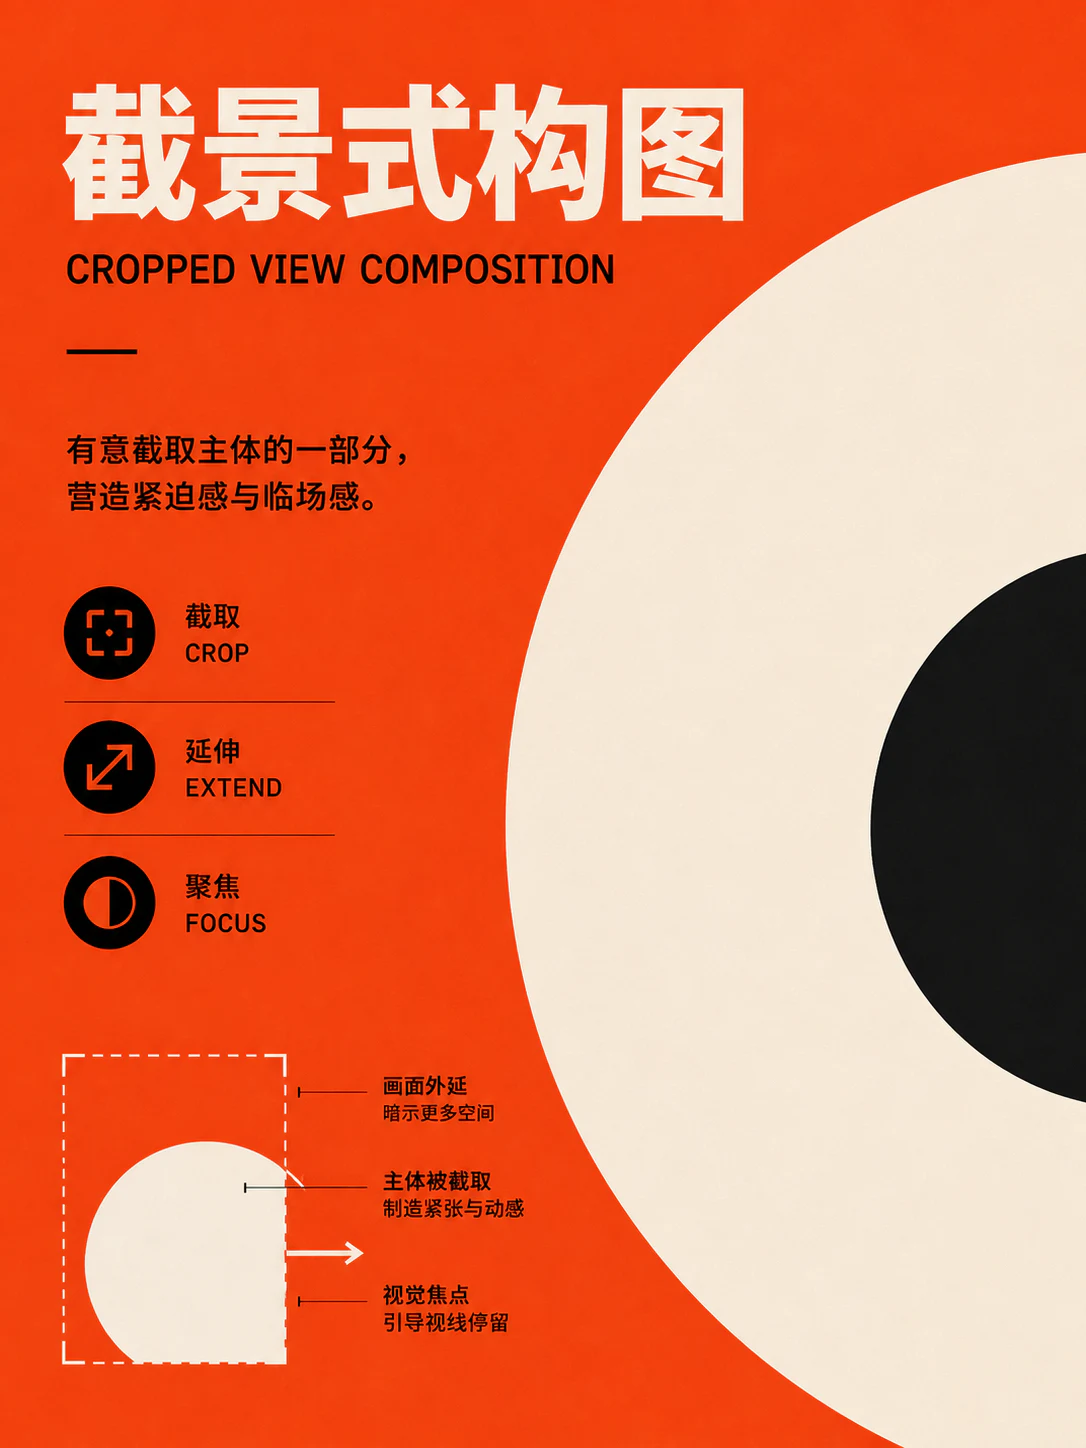 截景式构图
CROPPED VIEW COMPOSITION
有意截取主体的一部分，
营造紧迫感与临场感。
截取
CROP
延伸
EXTEND
聚焦
FOCUS
画面外延
暗示更多空间
主体被截取
制造紧张与动感
视觉焦点
引导视线停留